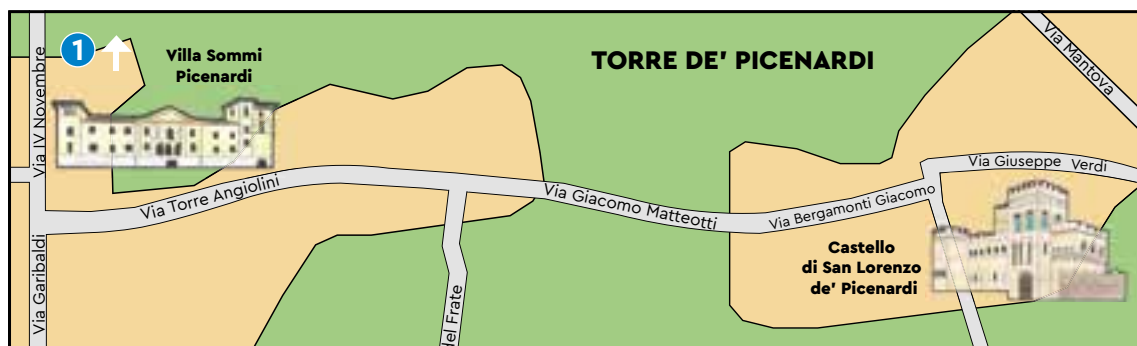 1
Villa Sommi
Picenardi
TORRE DE' PICENARDI
Via Mantova
Via IV Novembre
Via Giuseppe Verdi
Via Torre Angiolini
Via Giacomo Matteotti
Via Bergamonti Giacomo
Castello
di San Lorenzo
de' Picenardi
Via Garibaldi
del Frate